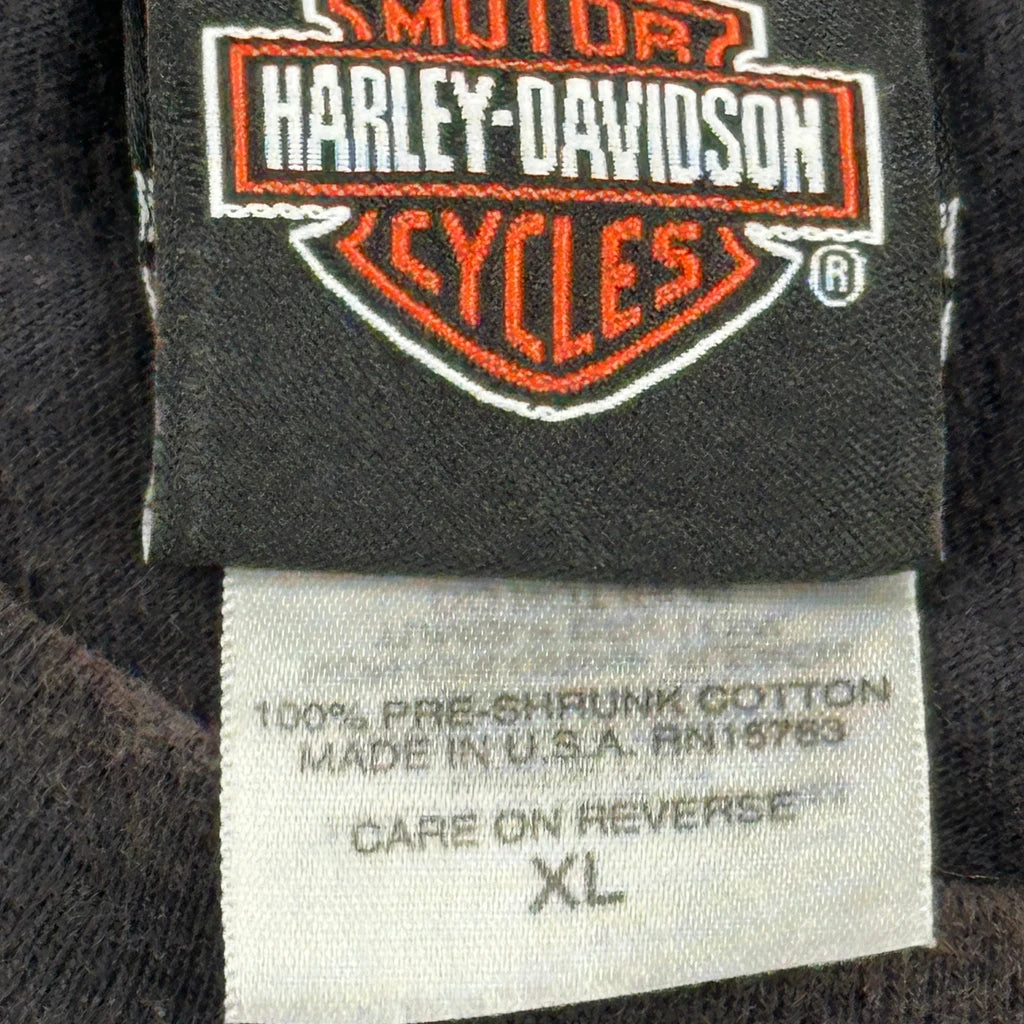 MOTOR
HARLEY-DAVIDSON
CYCLES
®
100% PRE-SHRUNK COTTON
MADE IN U.S.A. RN15763
CARE ON REVERSE
XL